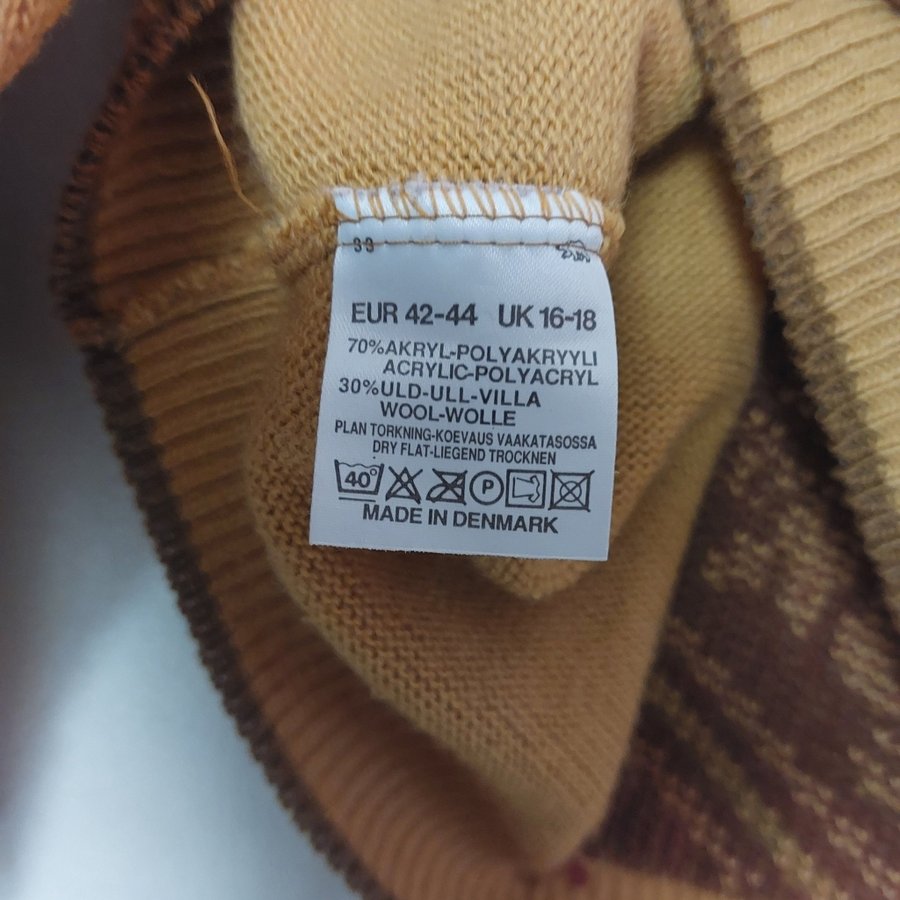 33
EUR 42-44 UK 16-18
70%AKRYL-POLYAKRYYLI
ACRYLIC-POLYACRYL
30%ULD-ULL-VILLA
WOOL-WOLLE
PLAN TORKNING-KOEVAUS VAAKATASOSSA
DRY FLAT-LIEGEND TROCKNEN
40° P
MADE IN DENMARK